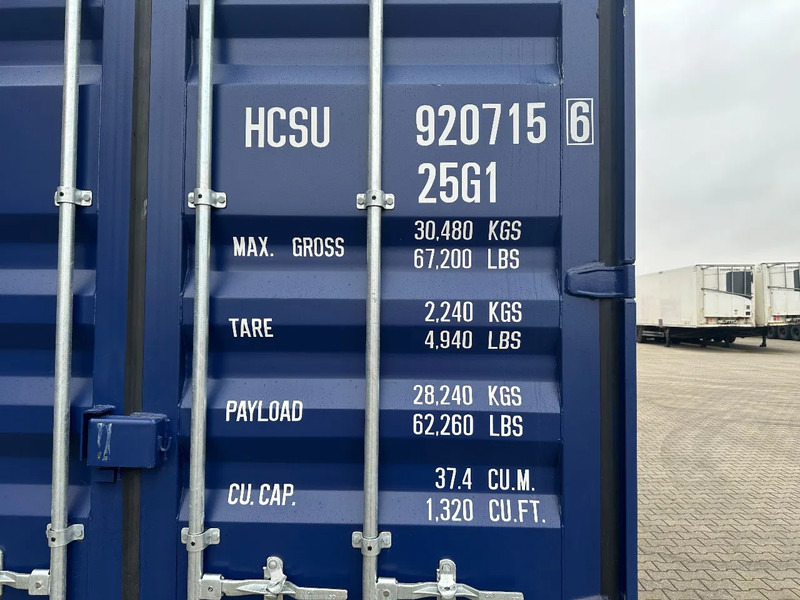 HCSU 920715 6
25G1
MAX. GROSS 30,480 KGS
67,200 LBS
TARE 2,240 KGS
4,940 LBS
PAYLOAD 28,240 KGS
62,260 LBS
CU. CAP. 37.4 CU.M.
1,320 CU.FT.